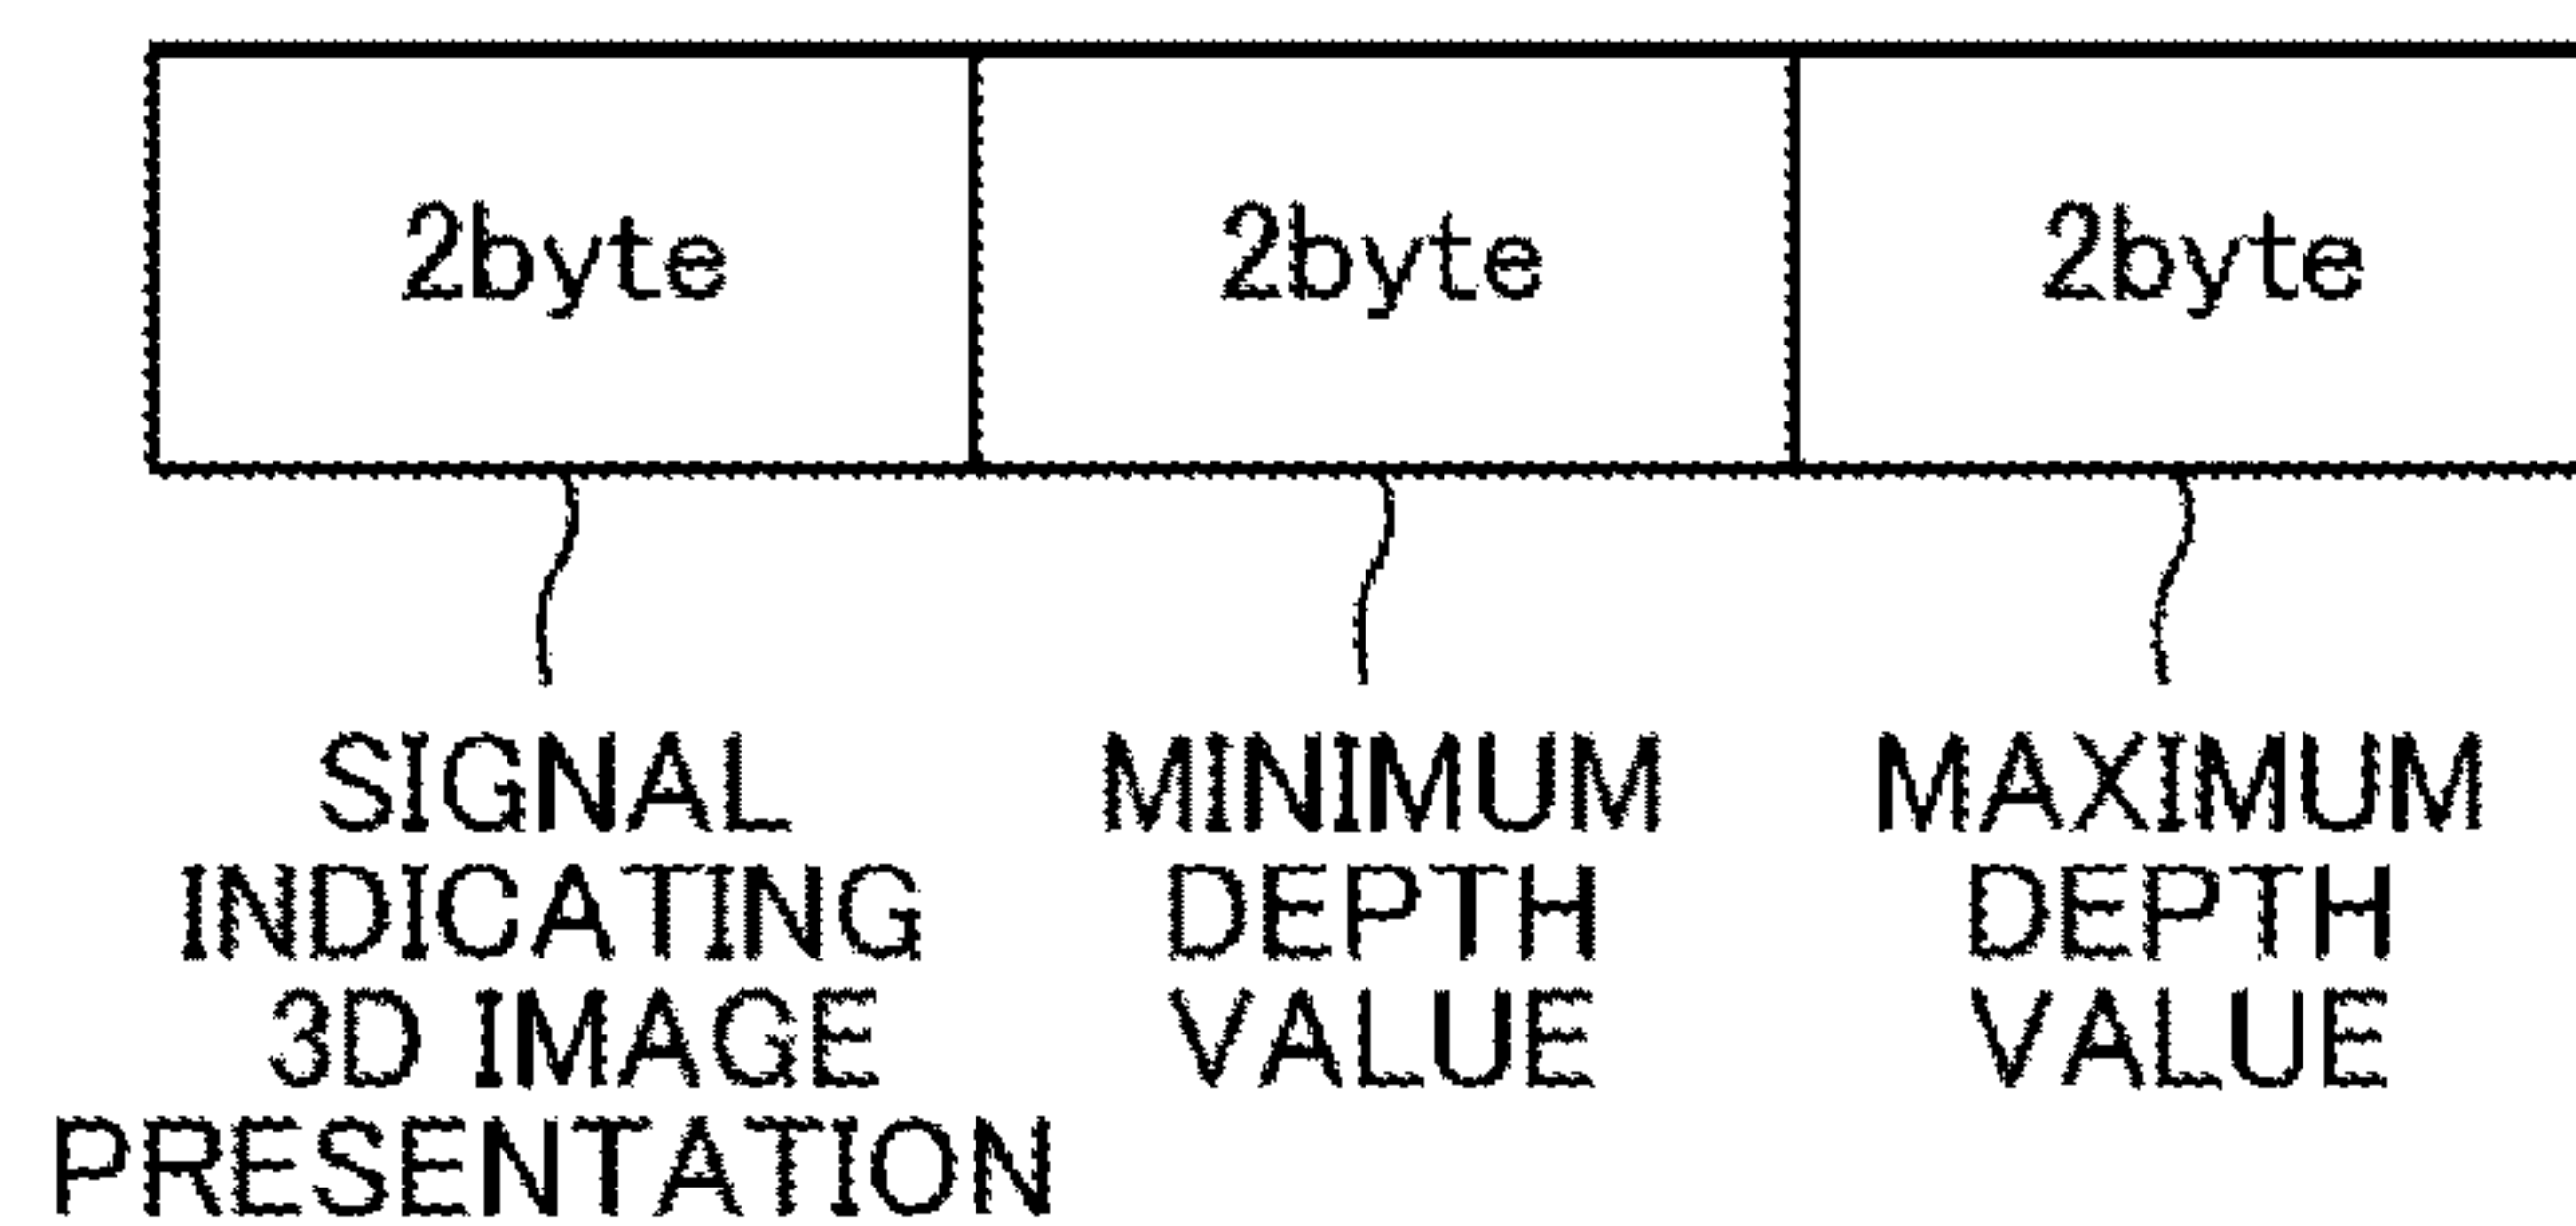 2byte 2byte 2byte
SIGNAL
INDICATING
3D IMAGE
PRESENTATION
MINIMUM
DEPTH
VALUE
MAXIMUM
DEPTH
VALUE